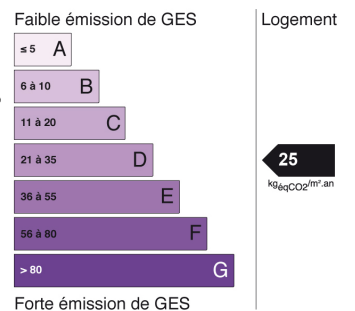 Faible émission de GES
Logement
≤ 5 A
6 à 10 B
11 à 20 C
21 à 35 D
25
kgéqCO2/m².an
36 à 55 E
56 à 80 F
> 80 G
Forte émission de GES